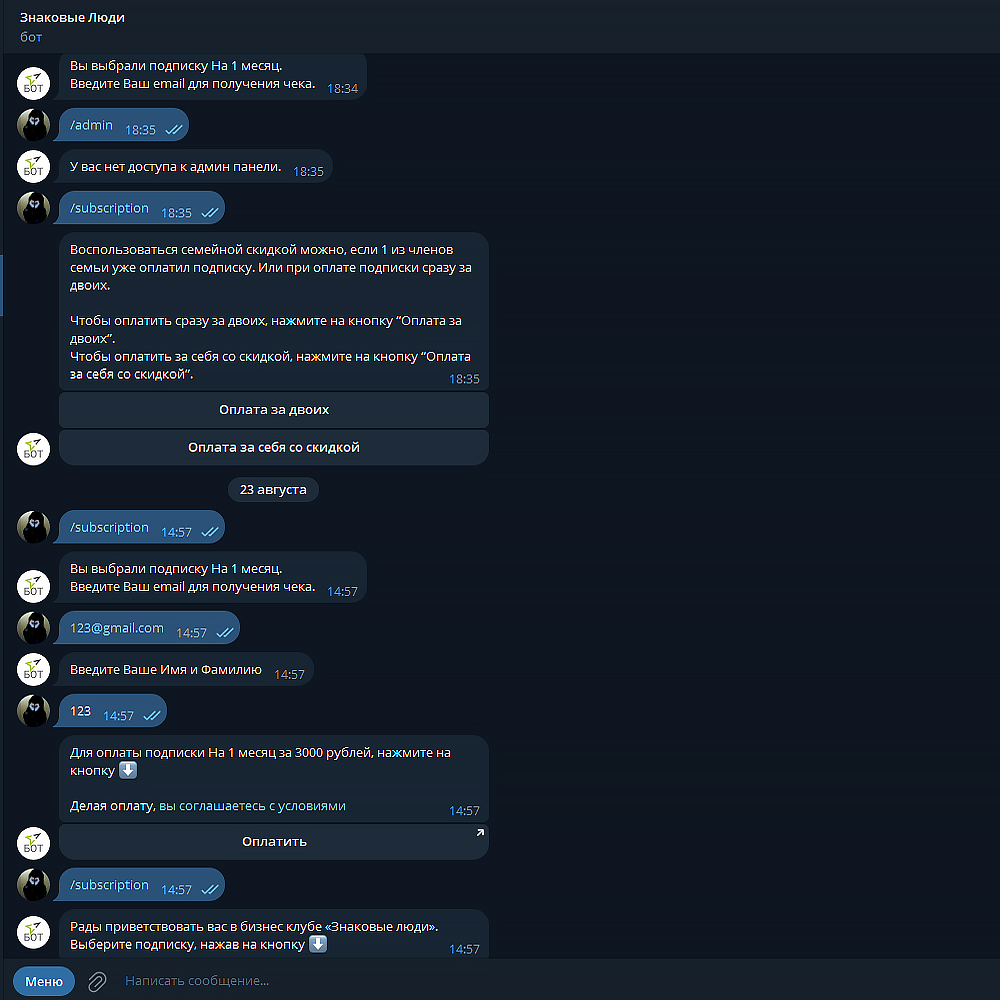 Знаковые Люди
бот
Вы выбрали подписку На 1 месяц.
Введите Ваш email для получения чека. 18:34
БОТ
/admin 18:35
У вас нет доступа к админ панели. 18:35
БОТ
/subscription 18:35
Воспользоваться семейной скидкой можно, если 1 из членов
семьи уже оплатил подписку. Или при оплате подписки сразу за
двоих.
Чтобы оплатить сразу за двоих, нажмите на кнопку “Оплата за
двоих”.
Чтобы оплатить за себя со скидкой, нажмите на кнопку “Оплата
за себя со скидкой”. 18:35
Оплата за двоих
Оплата за себя со скидкой
БОТ
23 августа
/subscription 14:57
Вы выбрали подписку На 1 месяц.
Введите Ваш email для получения чека. 14:57
БОТ
123@gmail.com 14:57
Введите Ваше Имя и Фамилию 14:57
БОТ
123 14:57
Для оплаты подписки На 1 месяц за 3000 рублей, нажмите на
кнопку ⬇️
Делая оплату, вы соглашаетесь с условиями 14:57
Оплатить
БОТ
/subscription 14:57
Рады приветствовать вас в бизнес клубе «Знаковые люди».
Выберите подписку, нажав на кнопку ⬇️ 14:57
БОТ
Меню Написать сообщение...